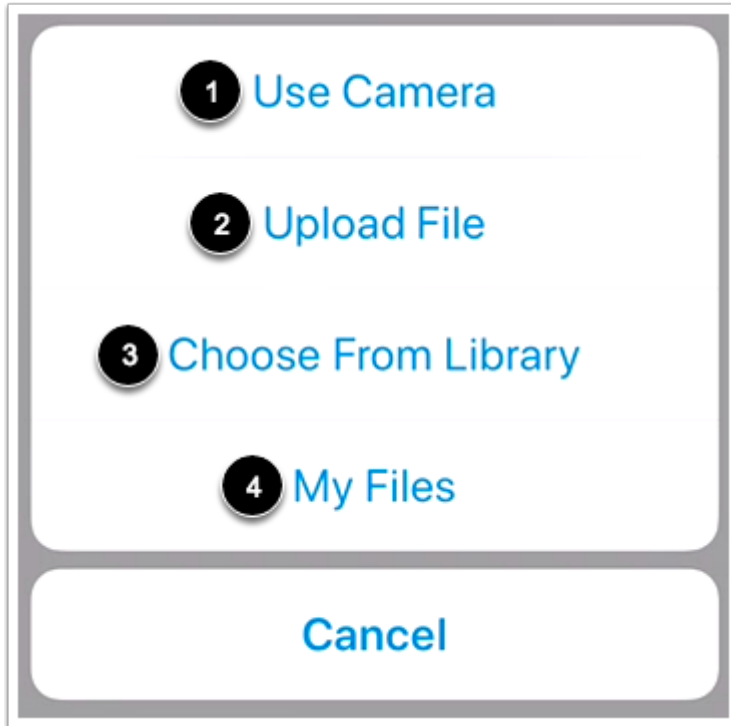 1 Use Camera
2 Upload File
3 Choose From Library
4 My Files
Cancel